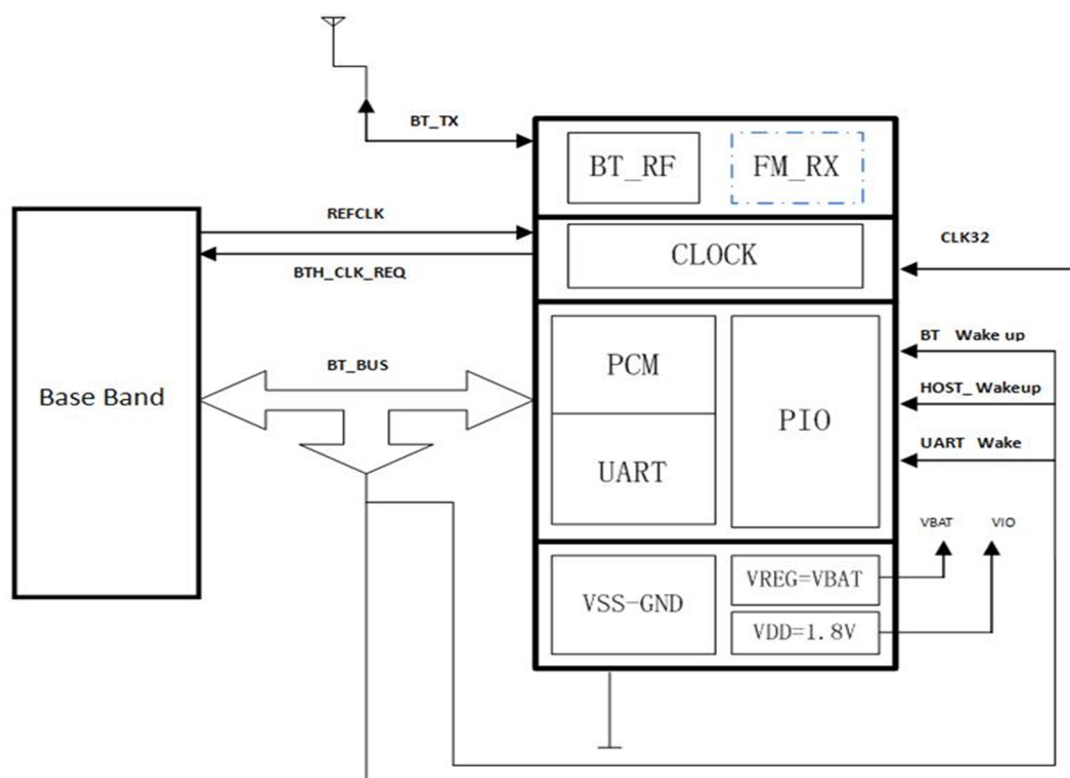 BT_TX
BT_RF
FM_RX
REFCLK
CLOCK
CLK32
BTH_CLK_REQ
BT Wake up
BT_BUS
PCM
HOST_ Wakeup
Base Band
PIO
UART Wake
UART
VBAT
VIO
VREG=VBAT
VSS-GND
VDD=1.8V